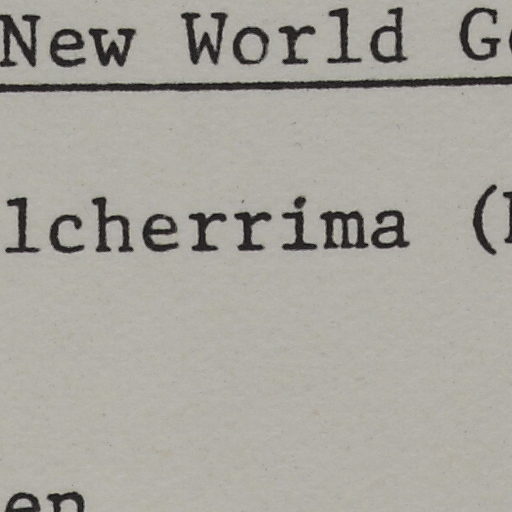 New World G
lcherrima (
en